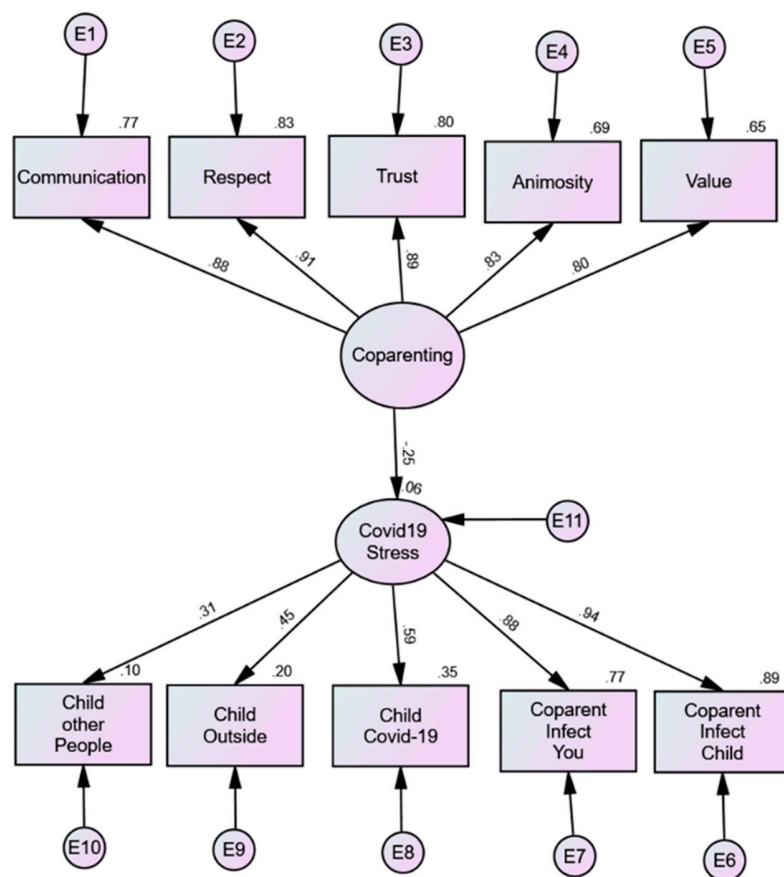 E1
E2
E3
E4
E5
.77
.83
.80
.69
.65
Communication
Respect
Trust
Animosity
Value
.88
.91
.89
.83
.80
Coparenting
-.25
.06
Covid19
Stress
E11
.31
.45
.59
.88
.94
.10
.20
.35
.77
.89
Child
other
People
Child
Outside
Child
Covid-19
Coparent
Infect
You
Coparent
Infect
Child
E10
E9
E8
E7
E6